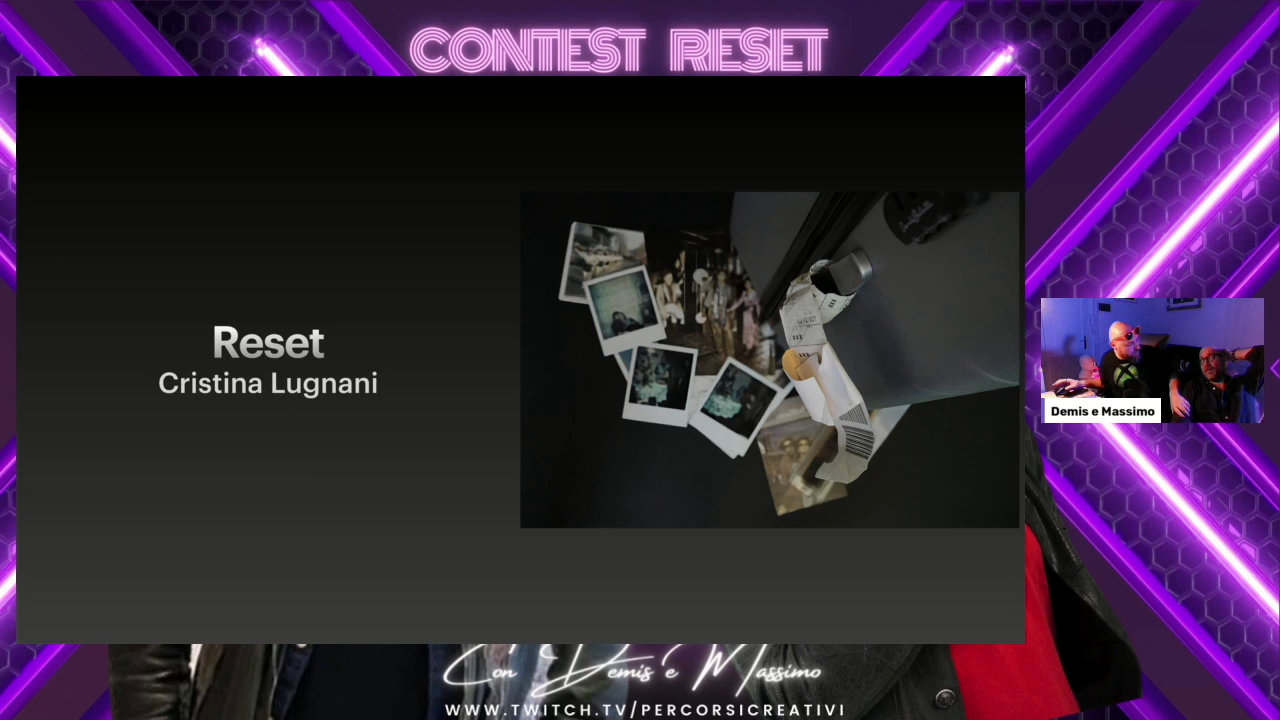 CONTEST RESET
Reset
Cristina Lugnani
Demis e Massimo
Con Demis e Massimo
WWW.TWITCH.TV/PERCORSICREATIVI